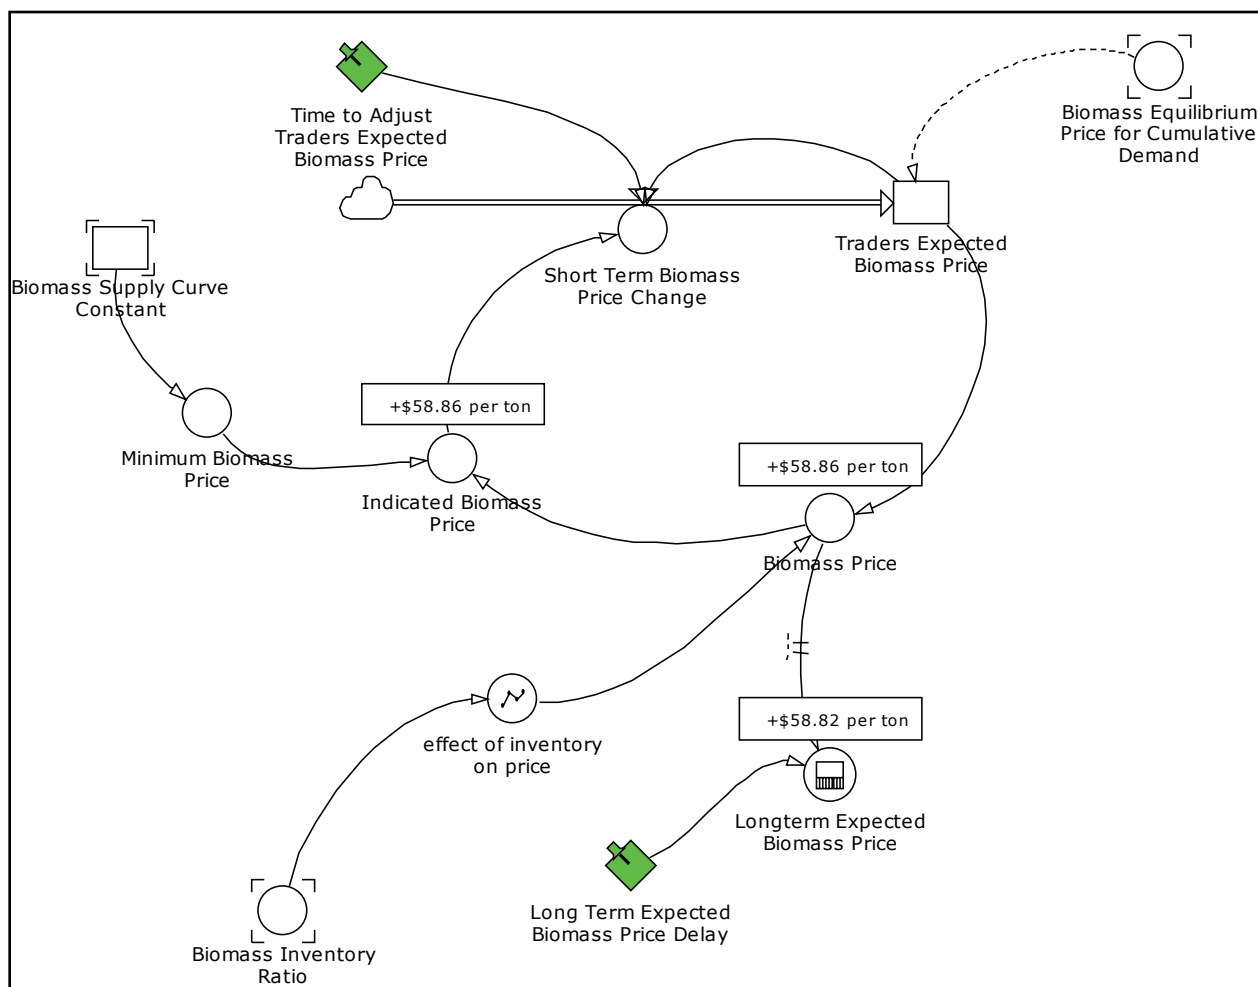 Time to Adjust
Traders Expected
Biomass Price
Biomass Equilibrium
Price for Cumulative
Demand
Traders Expected
Biomass Price
Short Term Biomass
Price Change
Biomass Supply Curve
Constant
+$58.86 per ton
Minimum Biomass
Price
Indicated Biomass
Price
+$58.86 per ton
Biomass Price
effect of inventory
on price
+$58.82 per ton
Longterm Expected
Biomass Price
Long Term Expected
Biomass Price Delay
Biomass Inventory
Ratio